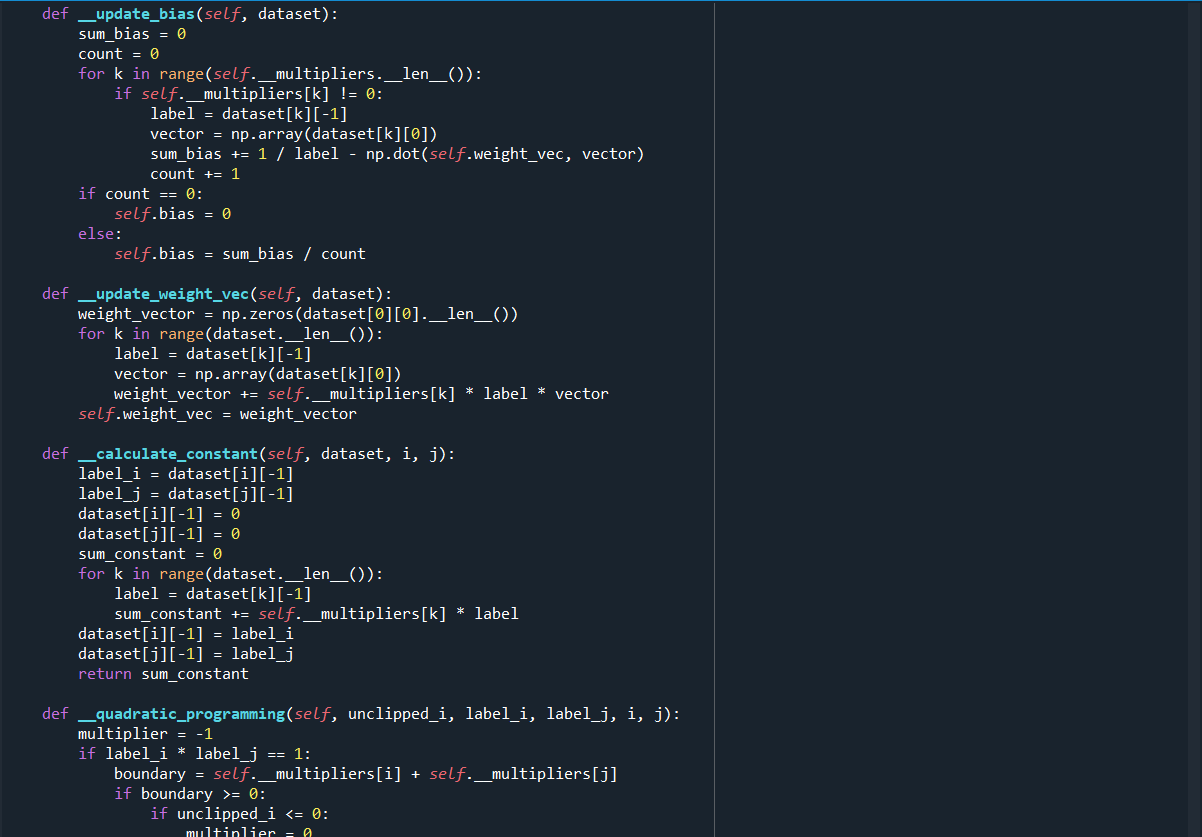 def __update_bias(self, dataset):
    sum_bias = 0
    count = 0
    for k in range(self.__multipliers.__len__()):
        if self.__multipliers[k] != 0:
            label = dataset[k][-1]
            vector = np.array(dataset[k][0])
            sum_bias += 1 / label - np.dot(self.weight_vec, vector)
            count += 1
    if count == 0:
        self.bias = 0
    else:
        self.bias = sum_bias / count

def __update_weight_vec(self, dataset):
    weight_vector = np.zeros(dataset[0][0].__len__())
    for k in range(dataset.__len__()):
        label = dataset[k][-1]
        vector = np.array(dataset[k][0])
        weight_vector += self.__multipliers[k] * label * vector
    self.weight_vec = weight_vector

def __calculate_constant(self, dataset, i, j):
    label_i = dataset[i][-1]
    label_j = dataset[j][-1]
    dataset[i][-1] = 0
    dataset[j][-1] = 0
    sum_constant = 0
    for k in range(dataset.__len__()):
        label = dataset[k][-1]
        sum_constant += self.__multipliers[k] * label
    dataset[i][-1] = label_i
    dataset[j][-1] = label_j
    return sum_constant

def __quadratic_programming(self, unclipped_i, label_i, label_j, i, j):
    multiplier = -1
    if label_i * label_j == 1:
        boundary = self.__multipliers[i] + self.__multipliers[j]
        if boundary >= 0:
            if unclipped_i <= 0:
                multiplier = 0